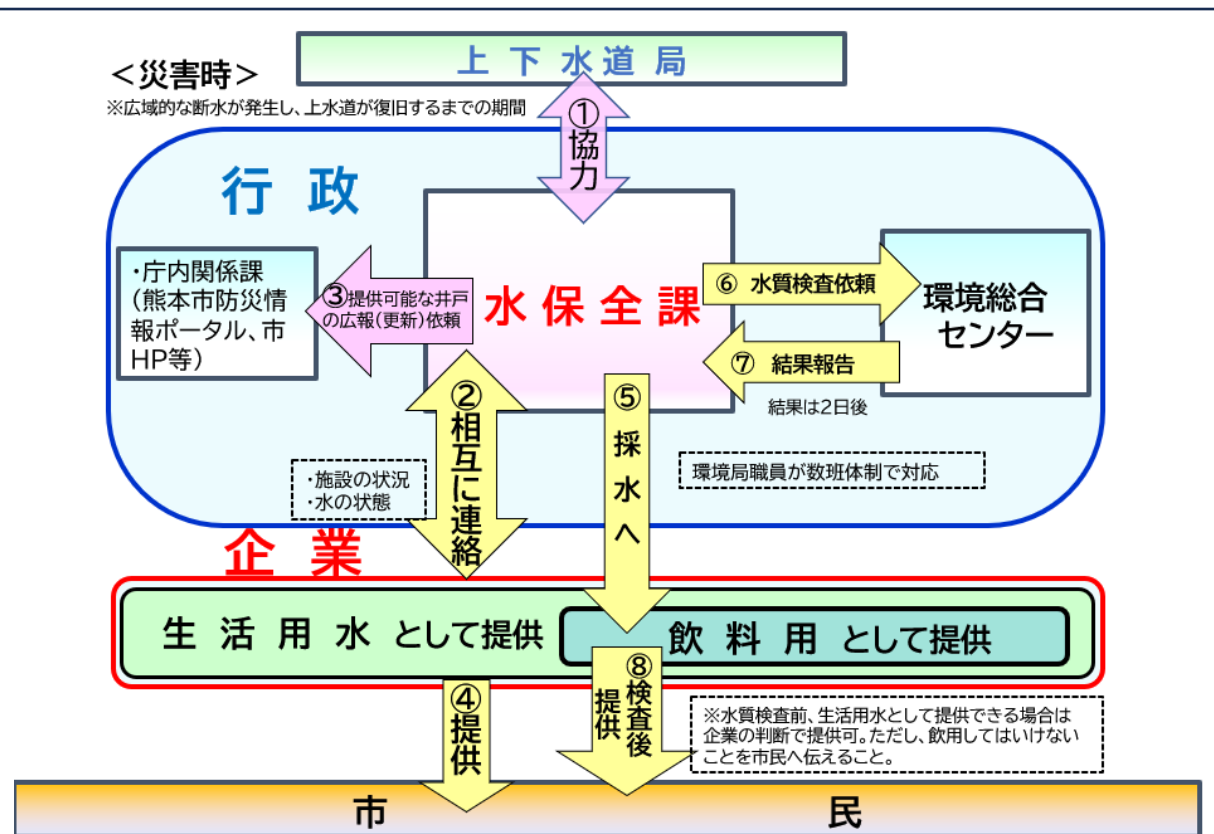 上下水道局
＜災害時＞
※広域的な断水が発生し、上水道が復旧するまでの期間
①協力
行政
・庁内関係課
（熊本市防災情
報ポータル、市
HP等）
③提供可能な井戸
の広報（更新）依頼
水保全課
⑥ 水質検査依頼
環境総合
センター
⑦ 結果報告
結果は2日後
②相互に連絡
⑤採水へ
・施設の状況
・水の状態
環境局職員が数班体制で対応
企業
生活用水として提供
飲料用として提供
④提供
⑧検査後
提供
※水質検査前、生活用水として提供できる場合は
企業の判断で提供可。ただし、飲用してはいけない
ことを市民へ伝えること。
市民